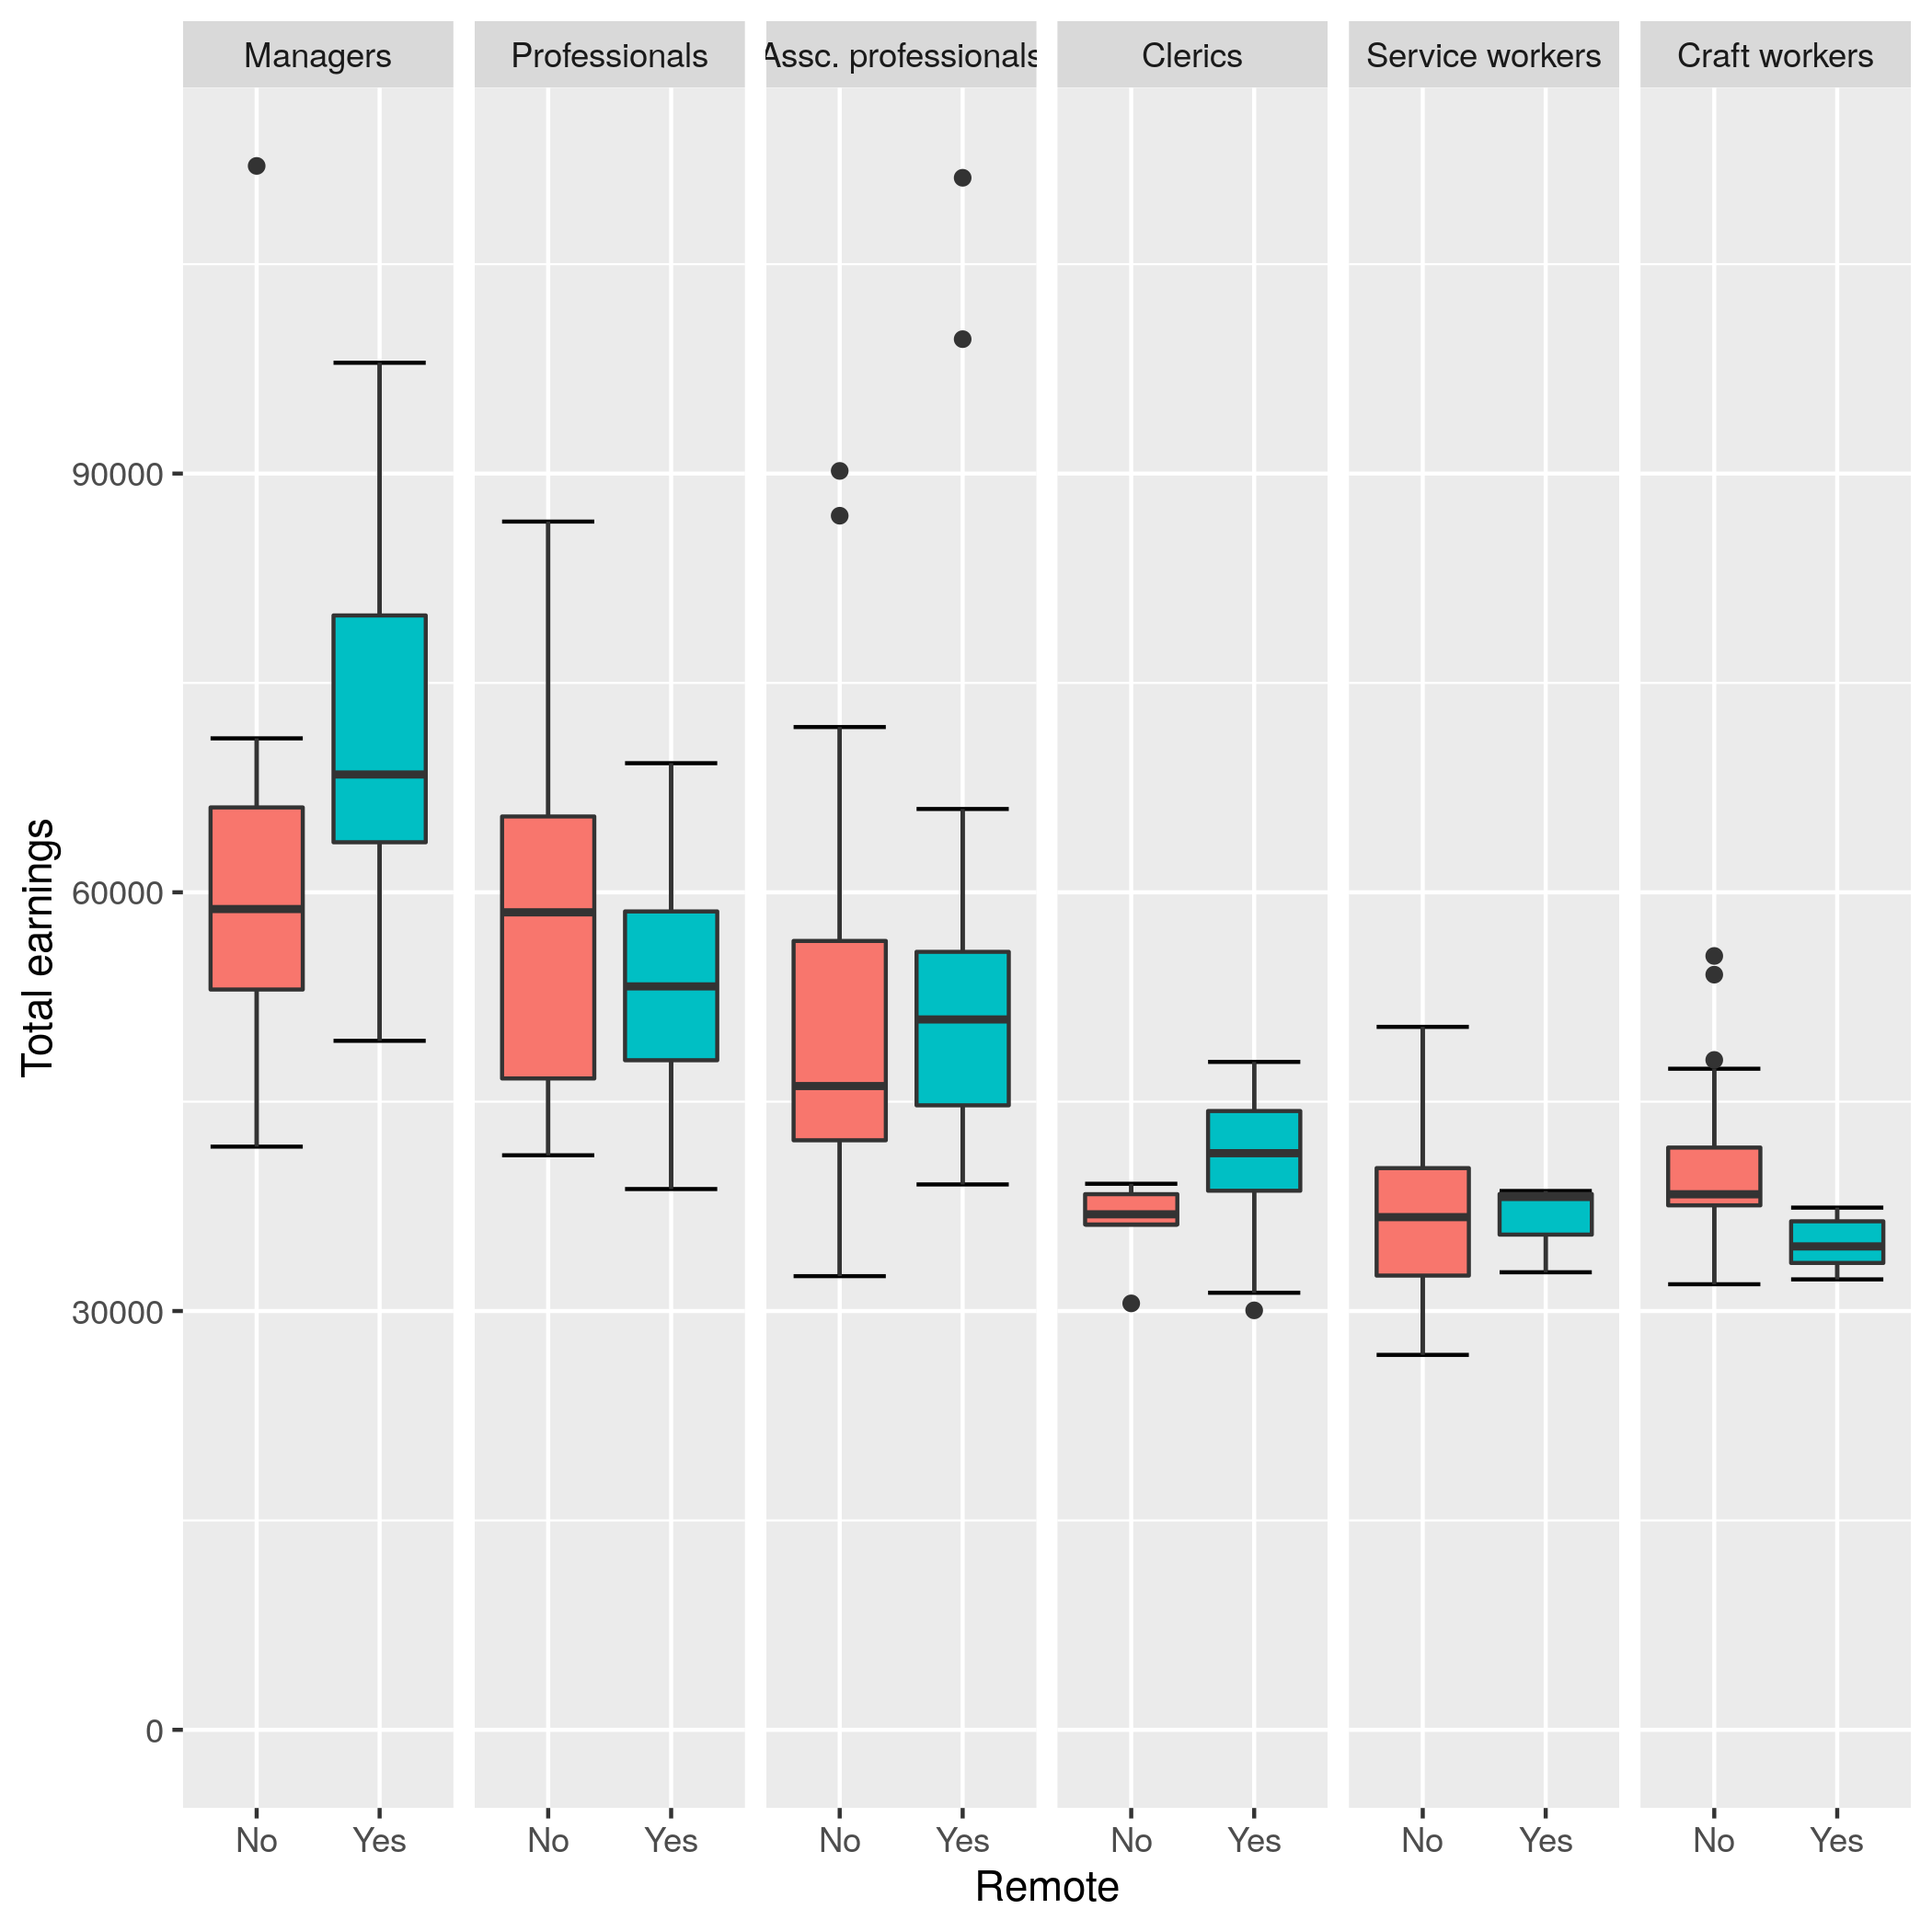 Managers
Professionals
Assc. professionals
Clerics
Service workers
Craft workers
Total earnings
90000
60000
30000
0
No Yes
No Yes
No Yes
No Yes
No Yes
No Yes
Remote